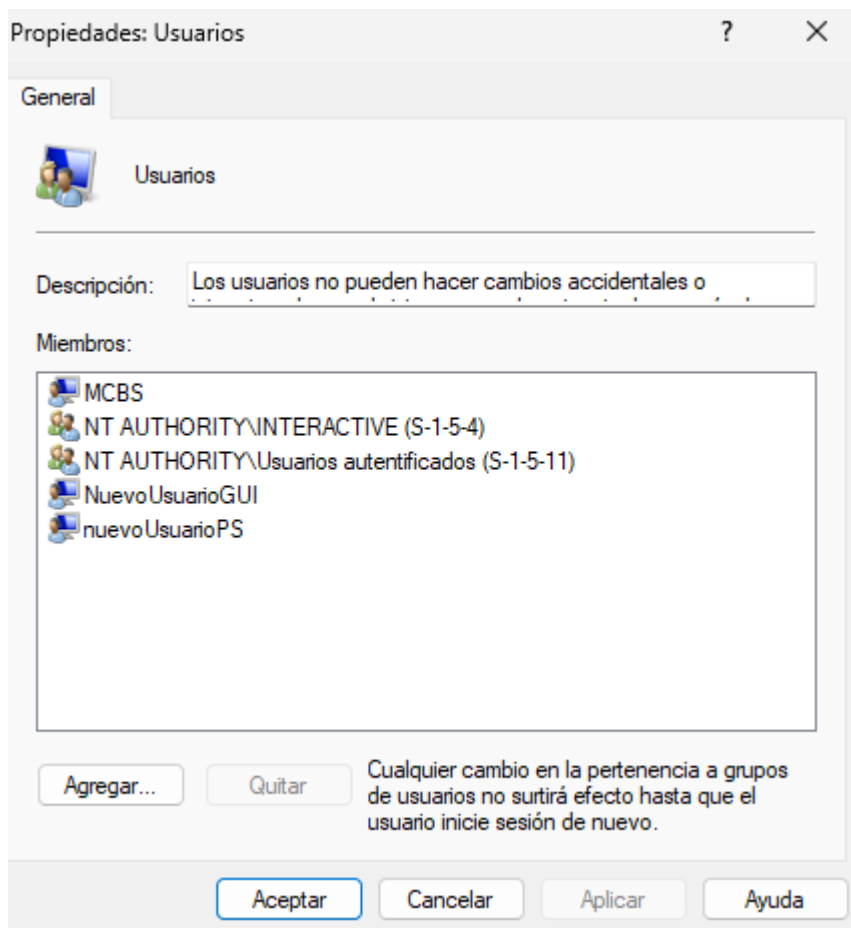 Propiedades: Usuarios
General
Usuarios
Descripción: Los usuarios no pueden hacer cambios accidentales o
Miembros:
MCBS
NT AUTHORITY\INTERACTIVE (S-1-5-4)
NT AUTHORITY\Usuarios autentificados (S-1-5-11)
NuevoUsuarioGUI
nuevoUsuarioPS
Agregar...
Quitar
Cualquier cambio en la pertenencia a grupos
de usuarios no surtirá efecto hasta que el
usuario inicie sesión de nuevo.
Aceptar
Cancelar
Aplicar
Ayuda